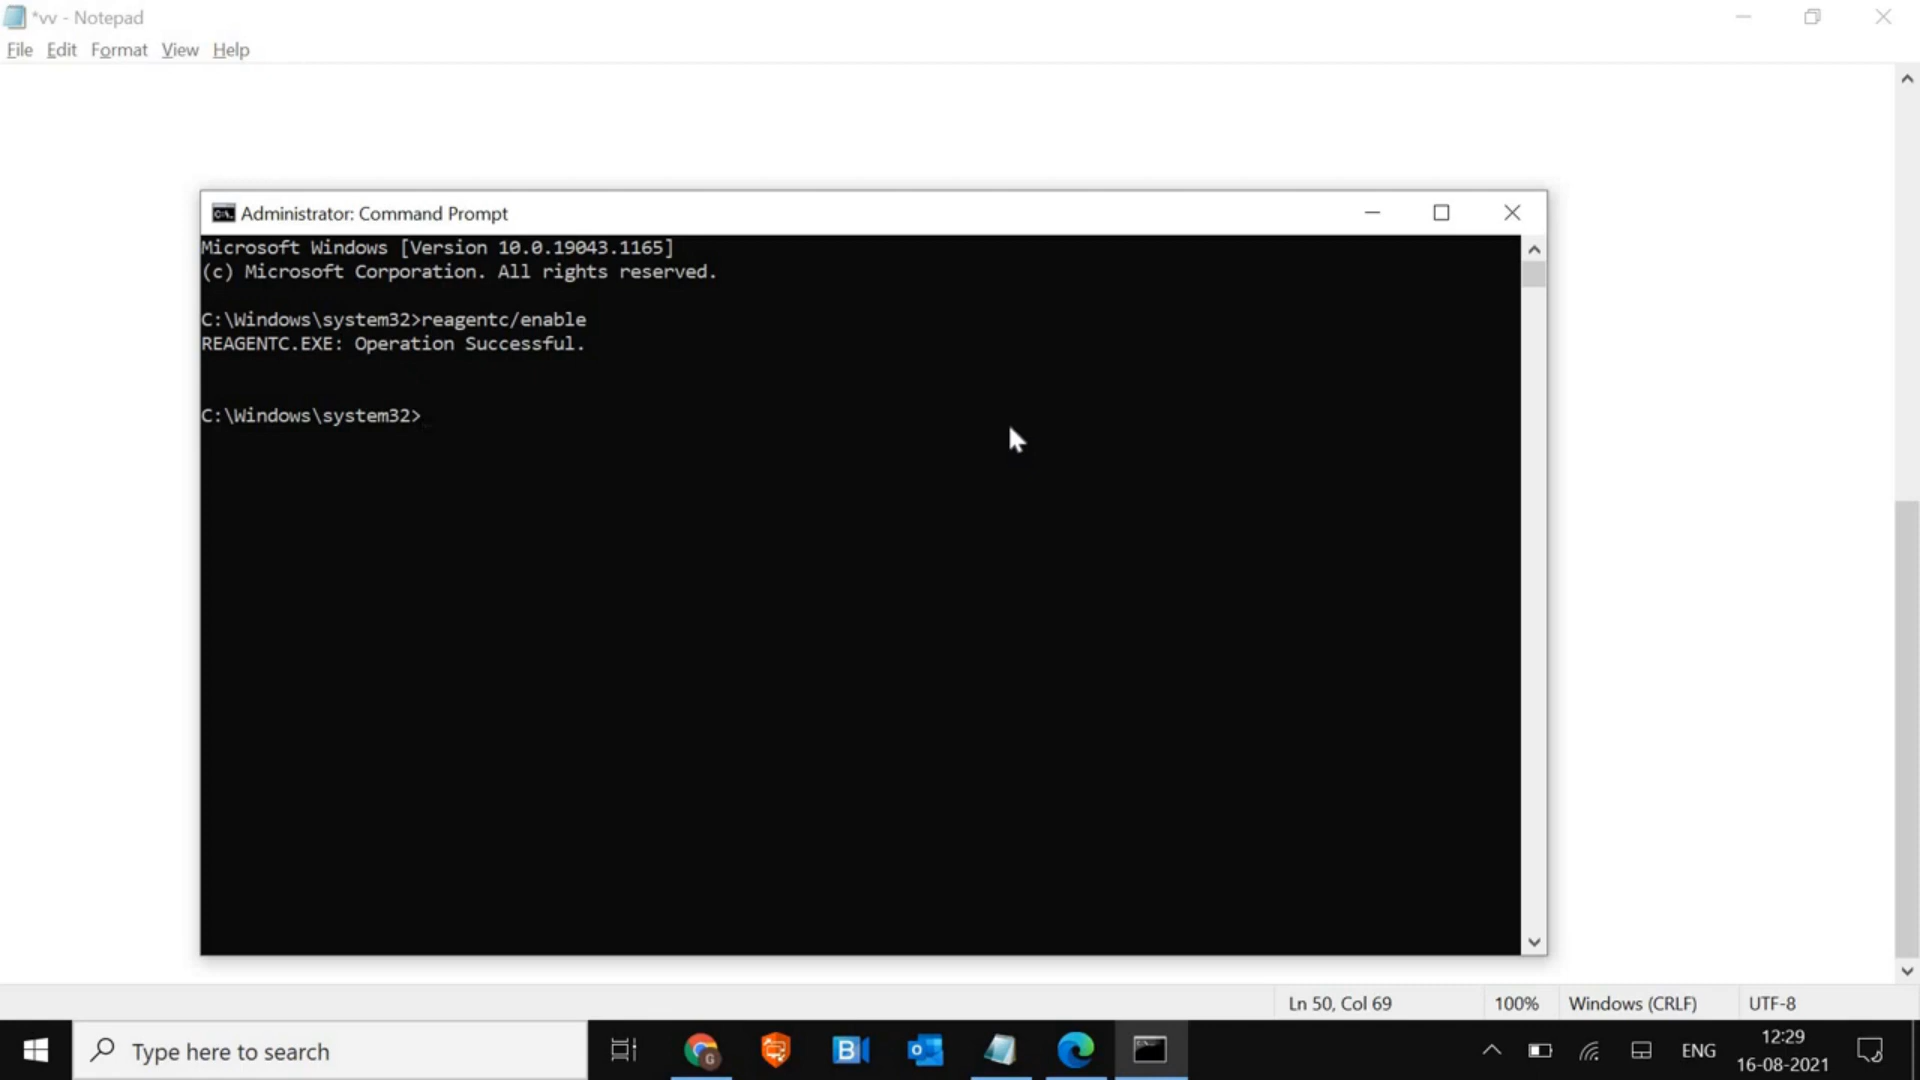 *vv - Notepad
File Edit Format View Help
Administrator: Command Prompt
Microsoft Windows [Version 10.0.19043.1165]
(c) Microsoft Corporation. All rights reserved.
C:\Windows\system32>reagentc/enable
REAGENTC.EXE: Operation Successful.
C:\Windows\system32>
Ln 50, Col 69 100% Windows (CRLF) UTF-8
Type here to search
ENG
12:29
16-08-2021